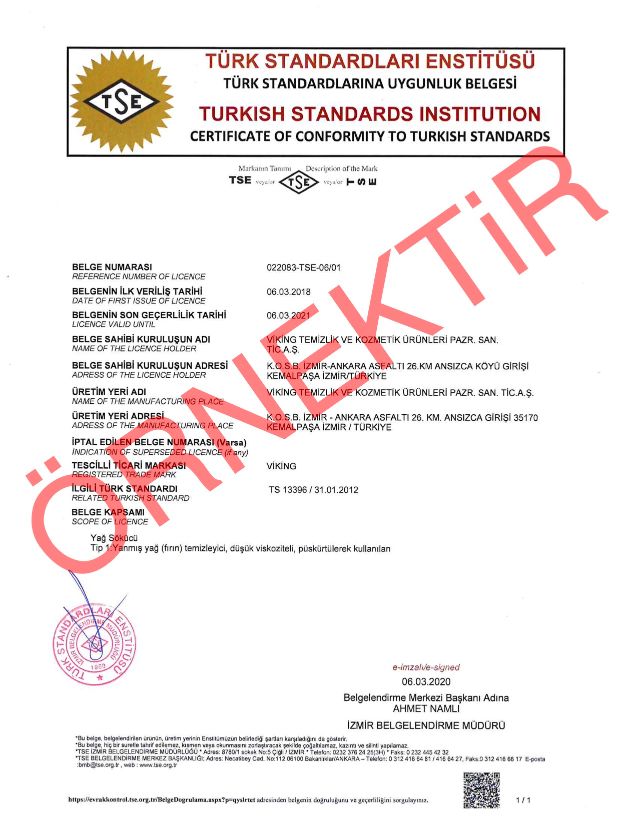 TÜRK STANDARDLARI ENSTİTÜSÜ
TÜRK STANDARDLARINA UYGUNLUK BELGESİ
TURKISH STANDARDS INSTITUTION
CERTIFICATE OF CONFORMITY TO TURKISH STANDARDS
TSE
Markanın Tanımı Description of the Mark
TSE veya/or TSE veya/or TSE
ÖRNEKTiR
BELGE NUMARASI 022083-TSE-06/01
REFERENCE NUMBER OF LICENCE
BELGENİN İLK VERİLİŞ TARİHİ 06.03.2018
DATE OF FIRST ISSUE OF LICENCE
BELGENİN SON GEÇERLİLİK TARİHİ 06.03.2021
LICENCE VALID UNTIL
BELGE SAHİBİ KURULUŞUN ADI VİKİNG TEMİZLİK VE KOZMETİK ÜRÜNLERİ PAZR. SAN.
NAME OF THE LICENCE HOLDER TİC.A.Ş.
BELGE SAHİBİ KURULUŞUN ADRESİ K.O.S.B. İZMİR-ANKARA ASFALTI 26.KM ANSIZCA KÖYÜ GİRİŞİ
ADRESS OF THE LICENCE HOLDER KEMALPAŞA İZMİR/TÜRKİYE
ÜRETİM YERİ ADI VİKİNG TEMİZLİK VE KOZMETİK ÜRÜNLERİ PAZR. SAN. TİC.A.Ş.
NAME OF THE MANUFACTURING PLACE
ÜRETİM YERİ ADRESİ K.O.S.B. İZMİR - ANKARA ASFALTI 26. KM. ANSIZCA GİRİŞİ 35170
ADRESS OF THE MANUFACTURING PLACE KEMALPAŞA İZMİR / TÜRKİYE
İPTAL EDİLEN BELGE NUMARASI (Varsa)
INDICATION OF SUPERSEDED LICENCE (if any)
TESCİLLİ TİCARİ MARKASI VİKİNG
REGISTERED TRADE MARK
İLGİLİ TÜRK STANDARDI TS 13396 / 31.01.2012
RELATED TURKISH STANDARD
BELGE KAPSAMI
SCOPE OF LICENCE
Yağ Sökücü
Tip 1:Yanmış yağ (fırın) temizleyici, düşük viskoziteli, püskürtülerek kullanılan
TÜRK STANDARDLARI ENSTİTÜSÜ
İZMİR BELGELENDİRME MÜDÜRLÜĞÜ
e-imzalı/e-signed
06.03.2020
Belgelendirme Merkezi Başkanı Adına
AHMET NAMLI
İZMİR BELGELENDİRME MÜDÜRÜ
*Bu belge, belgelendirilen ürünün, üretim yerinin Enstitümüzün belirlediği şartları karşıladığını da gösterir.
*Bu belge, hiç bir surette tahrif edilemez, kısmen veya okunmasını zorlaştıracak şekilde çoğaltılamaz, kazıntı ve silinti yapılamaz.
*TSE İZMİR BELGELENDİRME MÜDÜRLÜĞÜ * Adres: 8780/1 sokak No:5 Çiğli / İZMİR * Telefon: 0232 376 24 25(3H) * Faks: 0232 445 42 32
*TSE BELGELENDİRME MERKEZ BAŞKANLIĞI; Adres: Necatibey Cad. No:112 06100 Bakanlıklar/ANKARA – Telefon: 0 312 416 64 81 / 416 64 27, Faks:0 312 416 66 17 E-posta
:bmb@tse.org.tr , web : www.tse.org.tr
https://evrakkontrol.tse.org.tr/BelgeDogrulama.aspx?p=qyslrtet adresinden belgenin doğruluğunu ve geçerliliğini sorgulayınız.
1 / 1